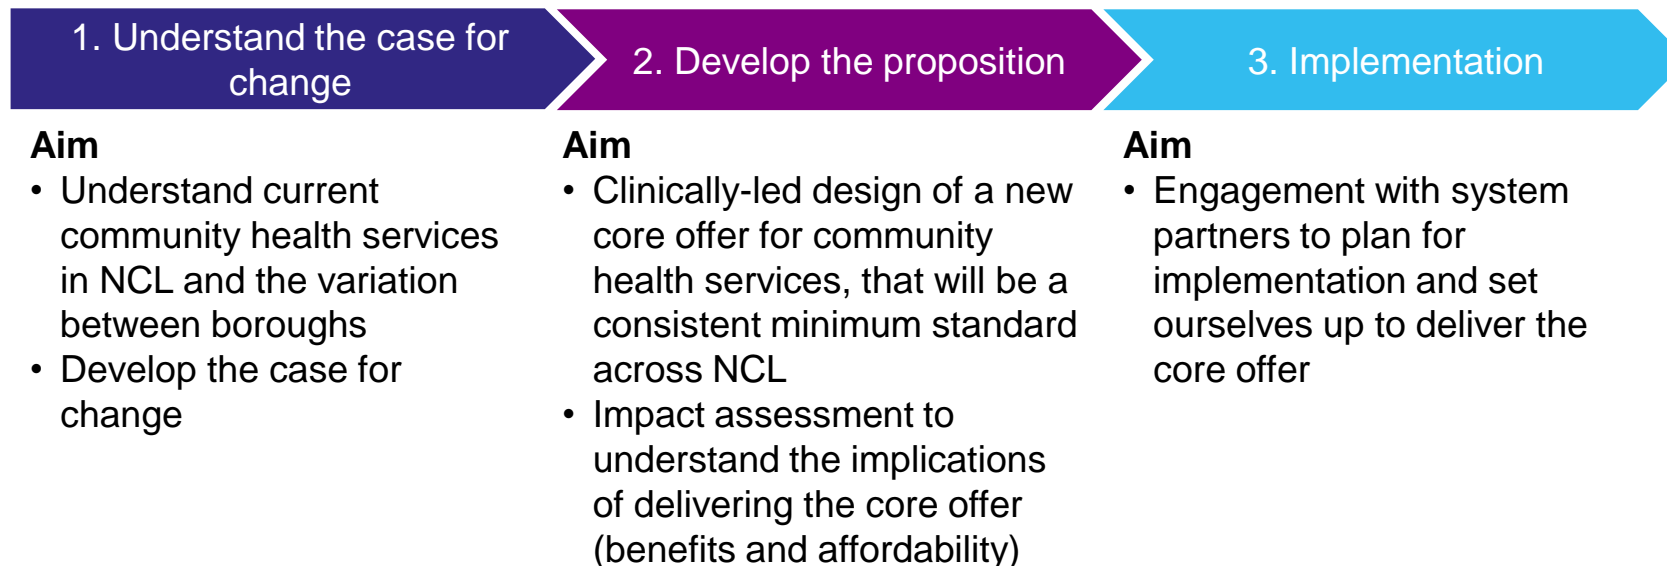 1. Understand the case for
change
2. Develop the proposition
3. Implementation
Aim
• Understand current
community health services
in NCL and the variation
between boroughs
• Develop the case for
change
Aim
• Clinically-led design of a new
core offer for community
health services, that will be a
consistent minimum standard
across NCL
• Impact assessment to
understand the implications
of delivering the core offer
(benefits and affordability)
Aim
• Engagement with system
partners to plan for
implementation and set
ourselves up to deliver the
core offer